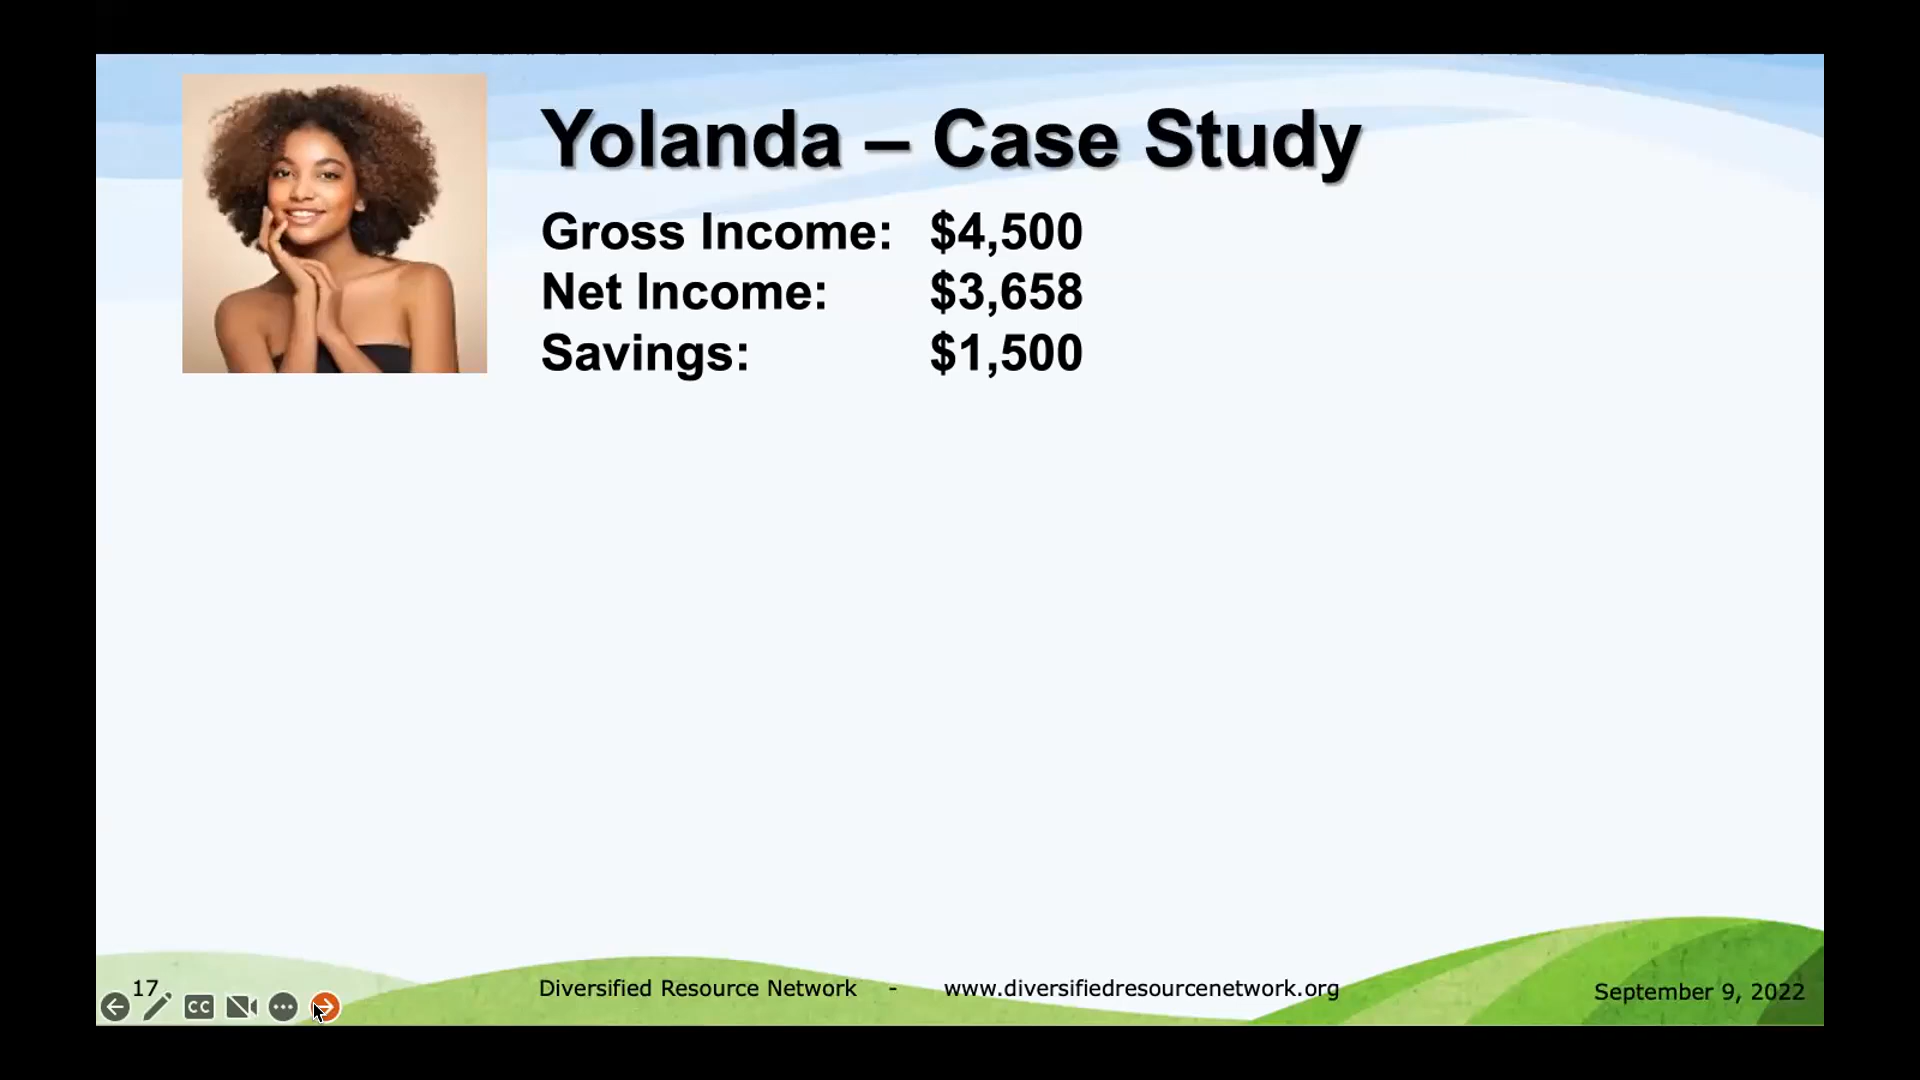 Yolanda – Case Study
Gross Income: $4,500
Net Income: $3,658
Savings: $1,500
17
CC
Diversified Resource Network - www.diversifiedresourcenetwork.org
September 9, 2022